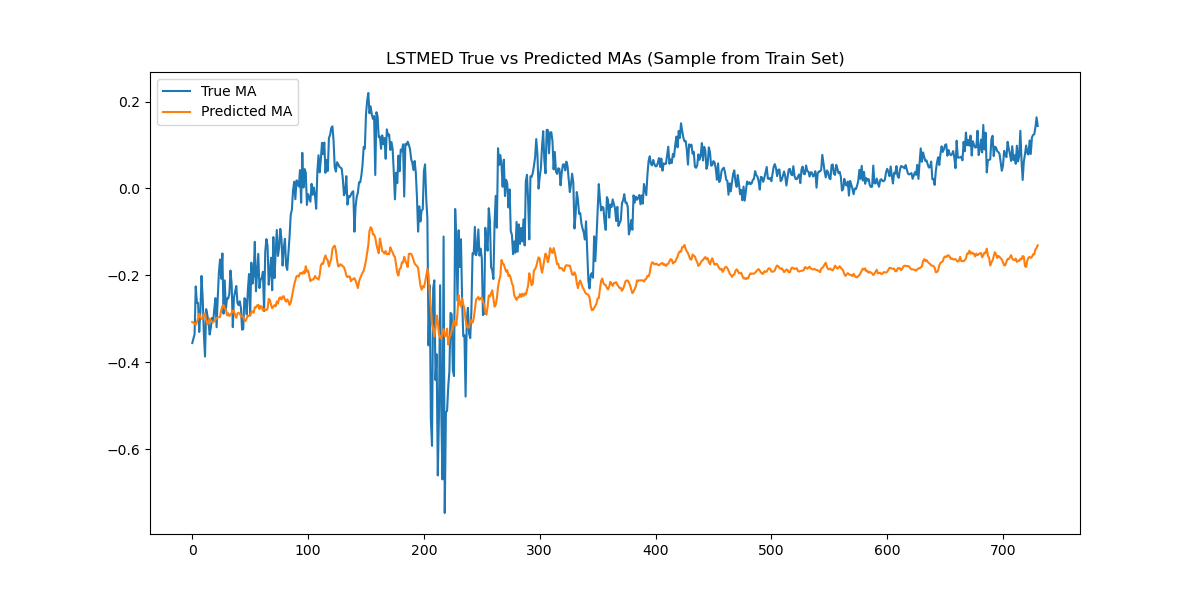 LSTMED True vs Predicted MAs (Sample from Train Set)
True MA
Predicted MA
0.2
0.0
−0.2
−0.4
−0.6
0 100 200 300 400 500 600 700